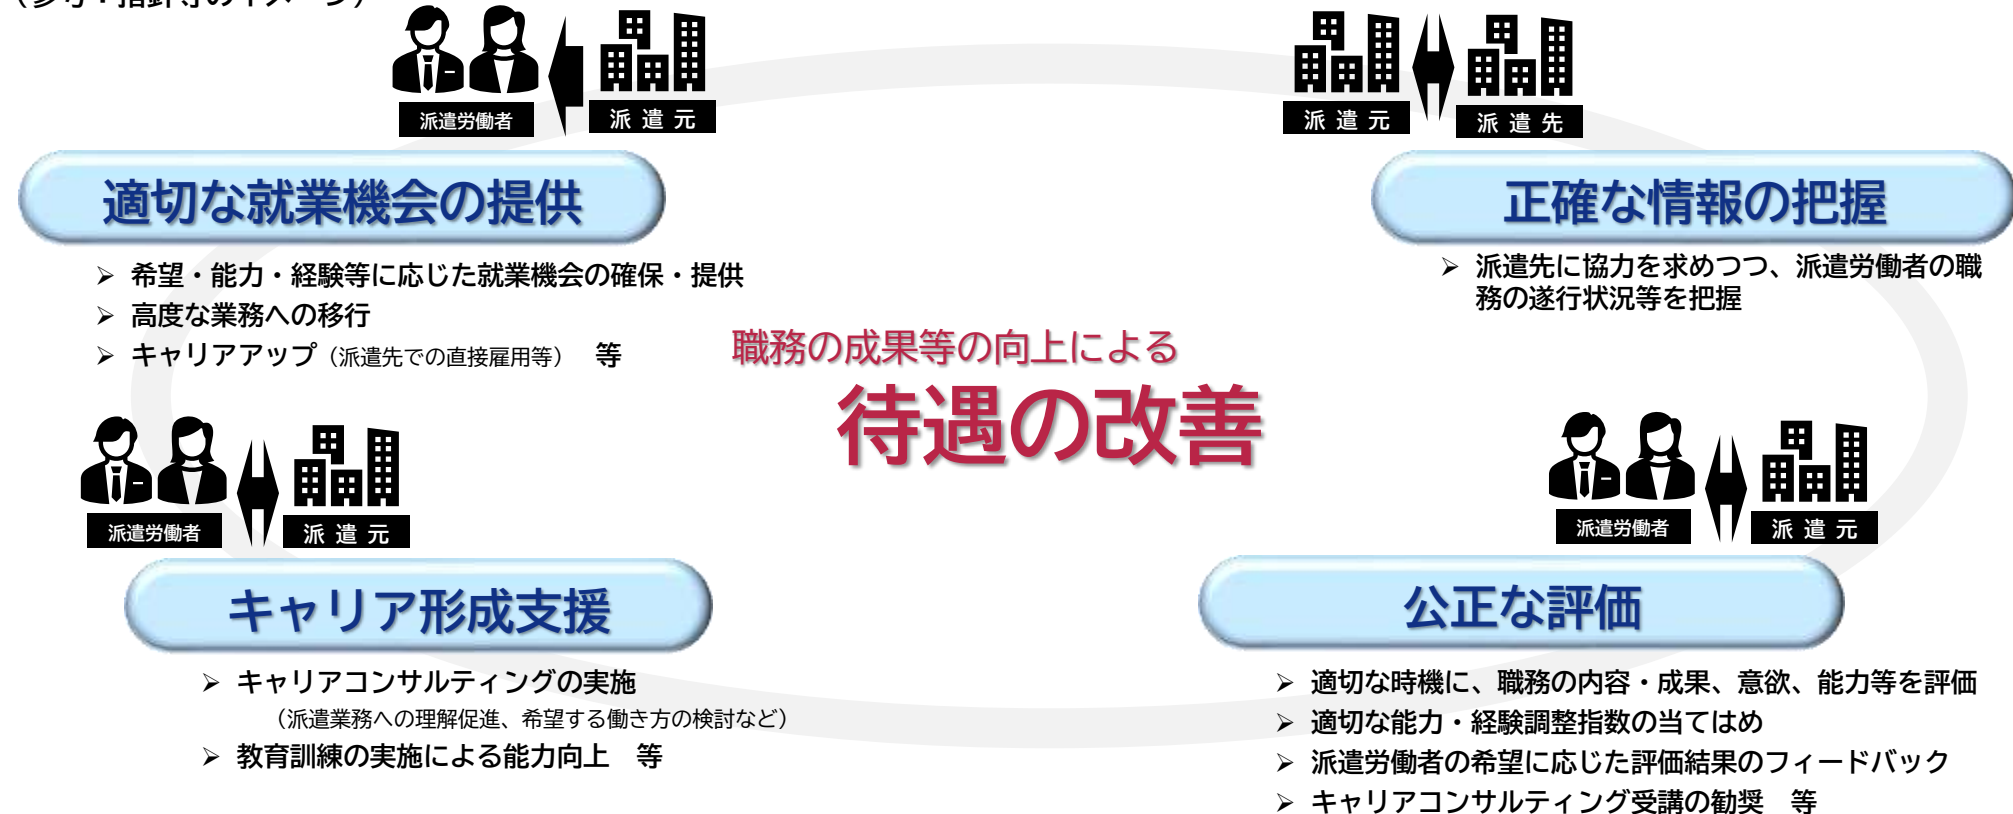 （参考：指針等のイメージ）
派遣労働者
派遣元
派遣元
派遣先
適切な就業機会の提供
➢ 希望・能力・経験等に応じた就業機会の確保・提供
➢ 高度な業務への移行
➢ キャリアアップ（派遣先での直接雇用等）　等
正確な情報の把握
➢ 派遣先に協力を求めつつ、派遣労働者の職
務の遂行状況等を把握
職務の成果等の向上による
待遇の改善
派遣労働者
派遣元
派遣労働者
派遣元
キャリア形成支援
➢ キャリアコンサルティングの実施
（派遣業務への理解促進、希望する働き方の検討など）
➢ 教育訓練の実施による能力向上　等
公正な評価
➢ 適切な時機に、職務の内容・成果、意欲、能力等を評価
➢ 適切な能力・経験調整指数の当てはめ
➢ 派遣労働者の希望に応じた評価結果のフィードバック
➢ キャリアコンサルティング受講の勧奨　等